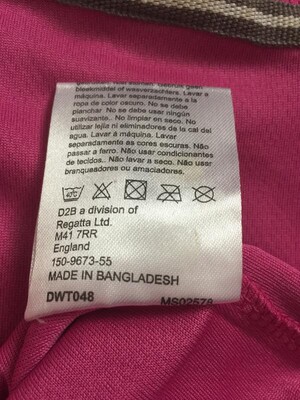 bleekmiddel of wasverzachters. Lavar a
máquina. Lavar separadamente a la
ropa de color oscuro. No se debe
planchar. No se debe usar ningún
suavizante.. No limpiar en seco. No
utilizar lejía ni eliminadores de la cal del
agua. Lavar à máquina. Lavar
separadamente as cores escuras. Não
passar a ferro. Não usar condicionantes
de tecidos.. Não lavar a seco. Não tenha
branqueadores ou amaciadores.
40°C
D2B a division of
Regatta Ltd.
M41 7RR
England
150-9673-55
MADE IN BANGLADESH
DWT048 MS02578